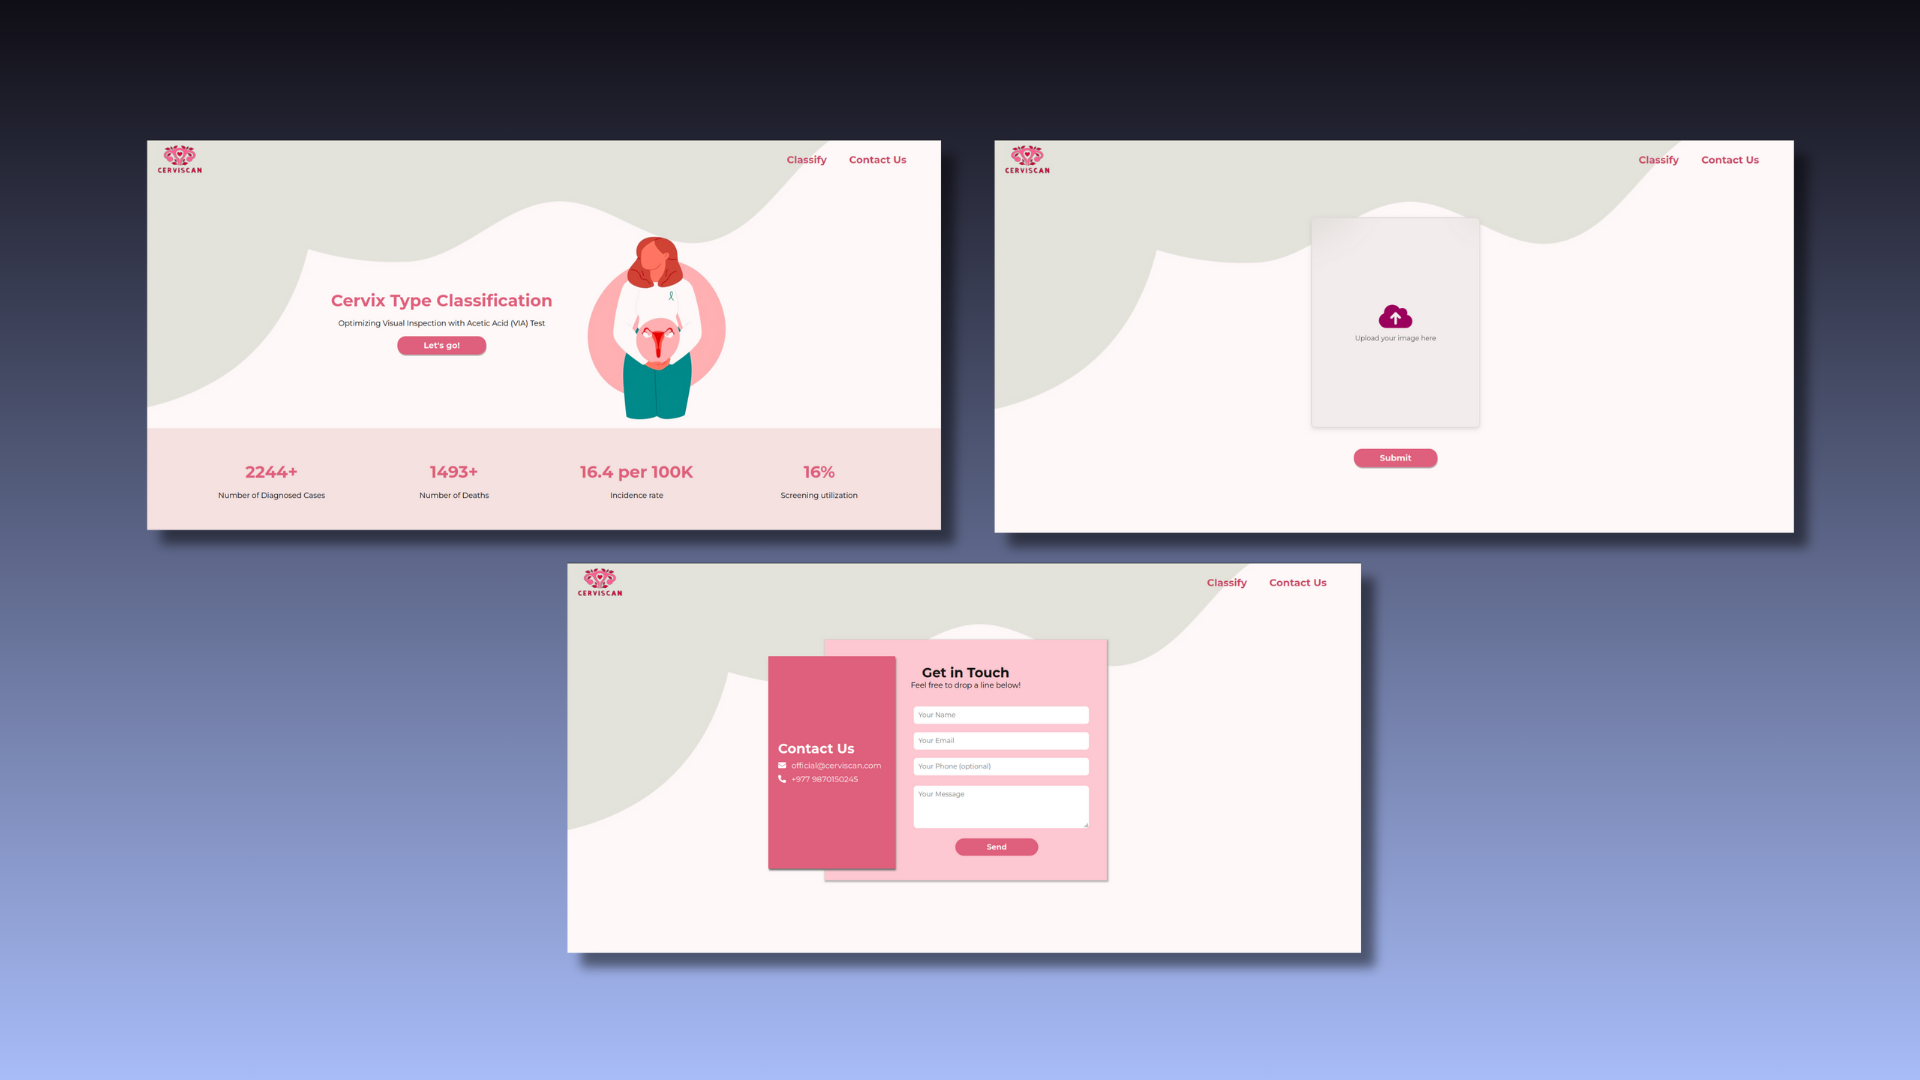 CERVISCAN
Classify Contact Us
Cervix Type Classification
Optimizing Visual Inspection with Acetic Acid (VIA) Test
Let's go!
2244+
Number of Diagnosed Cases
1493+
Number of Deaths
16.4 per 100K
Incidence rate
16%
Screening utilization
CERVISCAN
Classify Contact Us
Upload your image here
Submit
CERVISCAN
Classify Contact Us
Contact Us
official@cerviscan.com
+977 9870150245
Get in Touch
Feel free to drop a line below!
Your Name
Your Email
Your Phone (optional)
Your Message
Send